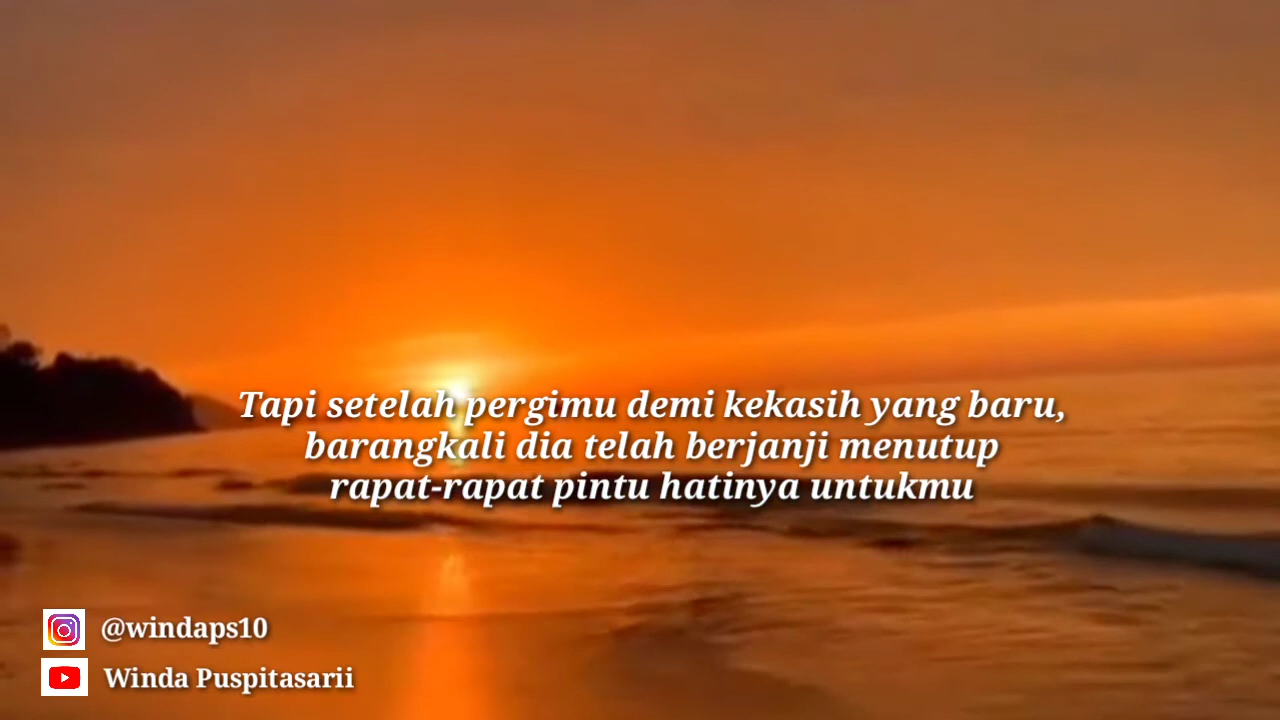 Tapi setelah pergimu demi kekasih yang baru,
barangkali dia telah berjanji menutup
rapat-rapat pintu hatinya untukmu
@windaps10
Winda Puspitasarii